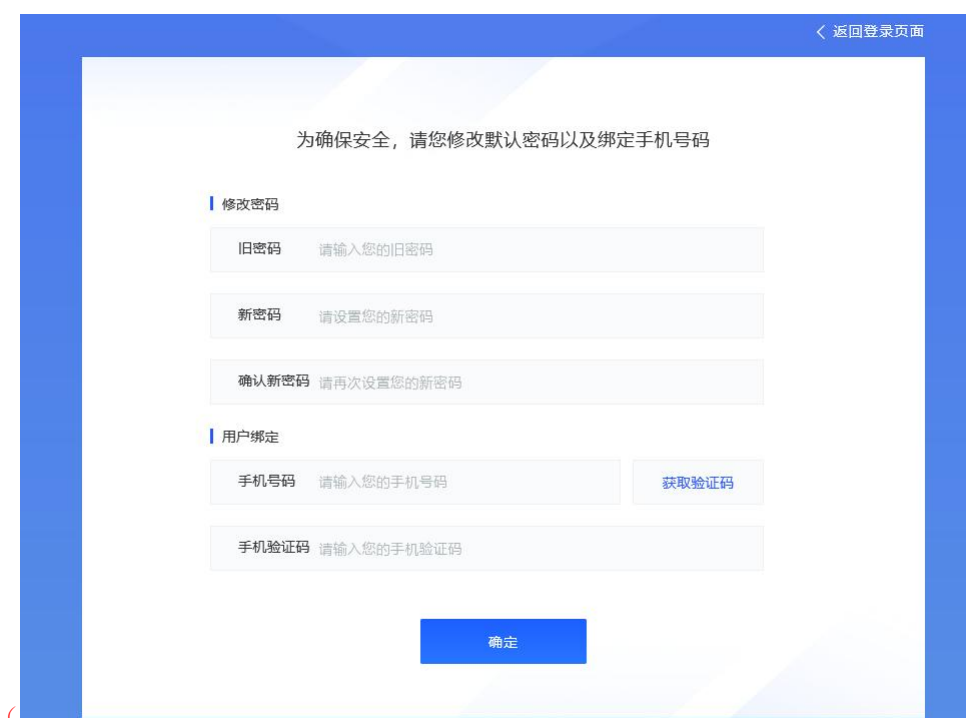 返回登录页面
为确保安全，请您修改默认密码以及绑定手机号码
修改密码
旧密码 请输入您的旧密码
新密码 请设置您的新密码
确认新密码 请再次设置您的新密码
用户绑定
手机号码 请输入您的手机号码 获取验证码
手机验证码 请输入您的手机验证码
确定
(